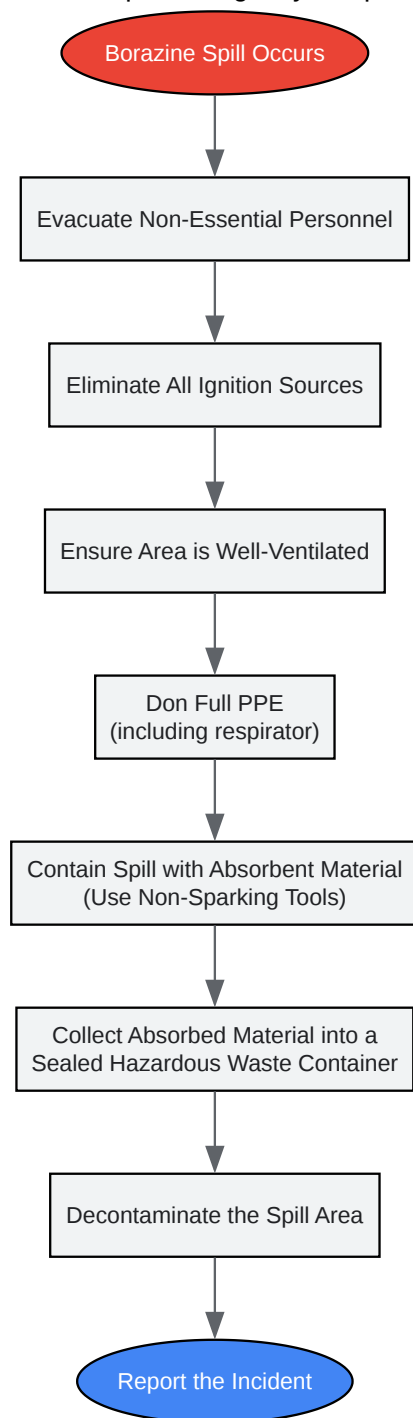 Borazine Spill Occurs
Evacuate Non-Essential Personnel
Eliminate All Ignition Sources
Ensure Area is Well-Ventilated
Don Full PPE
(including respirator)
Contain Spill with Absorbent Material
(Use Non-Sparking Tools)
Collect Absorbed Material into a
Sealed Hazardous Waste Container
Decontaminate the Spill Area
Report the Incident